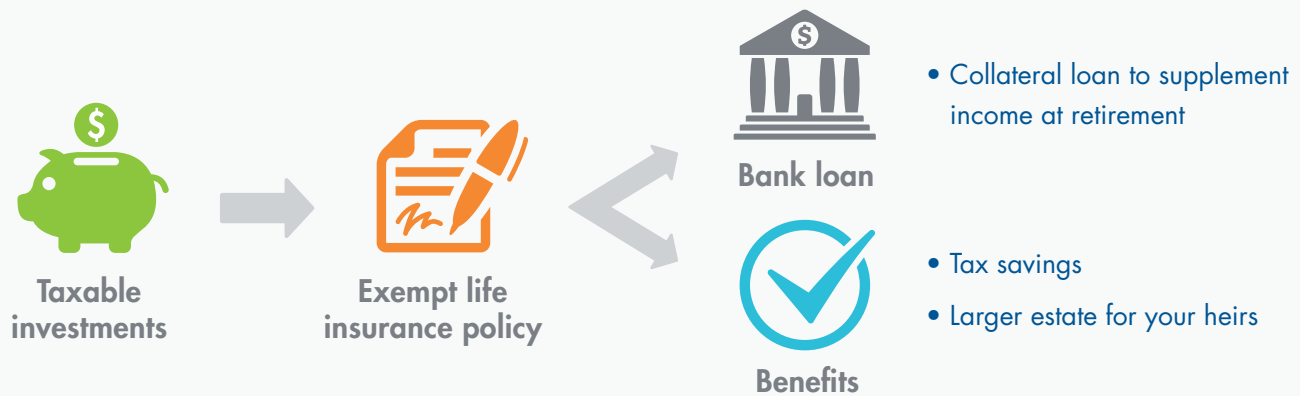 $
Taxable
investments
$
Exempt life
insurance policy
$
Bank loan
• Collateral loan to supplement
income at retirement
Benefits
• Tax savings
• Larger estate for your heirs